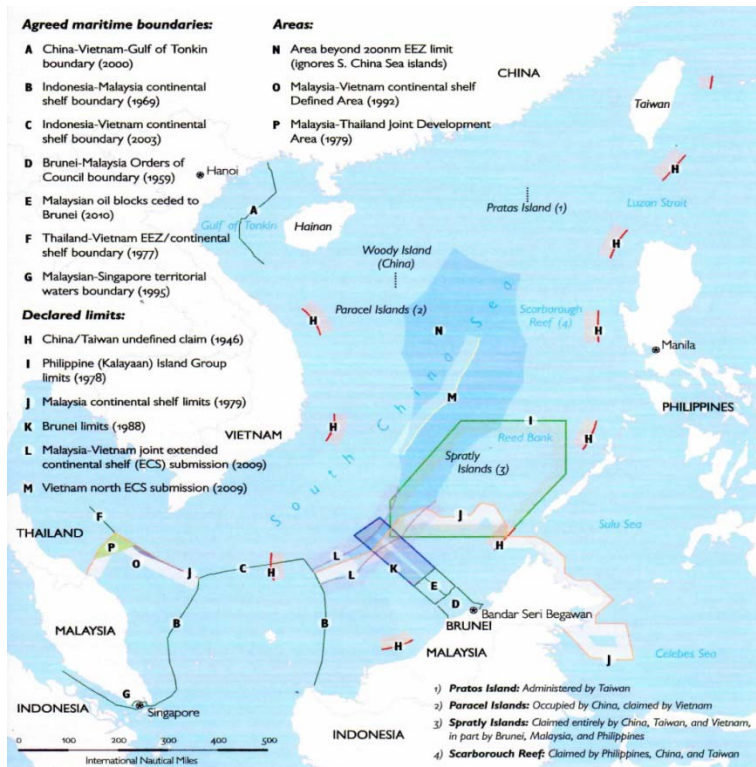 Agreed maritime boundaries:
A China-Vietnam-Gulf of Tonkin
boundary (2000)
B Indonesia-Malaysia continental
shelf boundary (1969)
C Indonesia-Vietnam continental
shelf boundary (2003)
D Brunei-Malaysia Orders of
Council boundary (1959)
E Malaysian oil blocks ceded to
Brunei (2010)
F Thailand-Vietnam EEZ/continental
shelf boundary (1977)
G Malaysian-Singapore territorial
waters boundary (1995)
Declared limits:
H China/Taiwan undefined claim (1946)
I Philippine (Kalayaan) Island Group
limits (1978)
J Malaysia continental shelf limits (1979)
K Brunei limits (1988)
L Malaysia-Vietnam joint extended
continental shelf (ECS) submission (2009)
M Vietnam north ECS submission (2009)
Areas:
N Area beyond 200nm EEZ limit
(ignores S. China Sea islands)
O Malaysia-Vietnam continental shelf
Defined Area (1992)
P Malaysia-Thailand Joint Development
Area (1979)
CHINA
Taiwan
Hanoi
H
Luzon Strait
Pratas Island (1)
A
Gulf of Tonkin
Hainan
H
Woody Island
(China)
Paracel Islands (2)
H
N
Scarborough
Reef (4)
H
Manila
South China Sea
M
PHILIPPINES
VIETNAM
H
I
Reed Bank
H
Spratly
Islands (3)
THAILAND
F
J
Sulu Sea
P
O
J
C
H
L
L
K
H
E
D
Bandar Seri Begawan
BRUNEI
MALAYSIA
B
B
H
MALAYSIA
J
Celebes Sea
G
Singapore
INDONESIA
INDONESIA
0 100 200 300 400 500
International Nautical Miles
1) Pratos Island: Administered by Taiwan
2) Paracel Islands: Occupied by China, claimed by Vietnam
3) Spratly Islands: Claimed entirely by China, Taiwan, and Vietnam,
in part by Brunei, Malaysia, and Philippines
4) Scarborouch Reef: Claimed by Philippines, China, and Taiwan